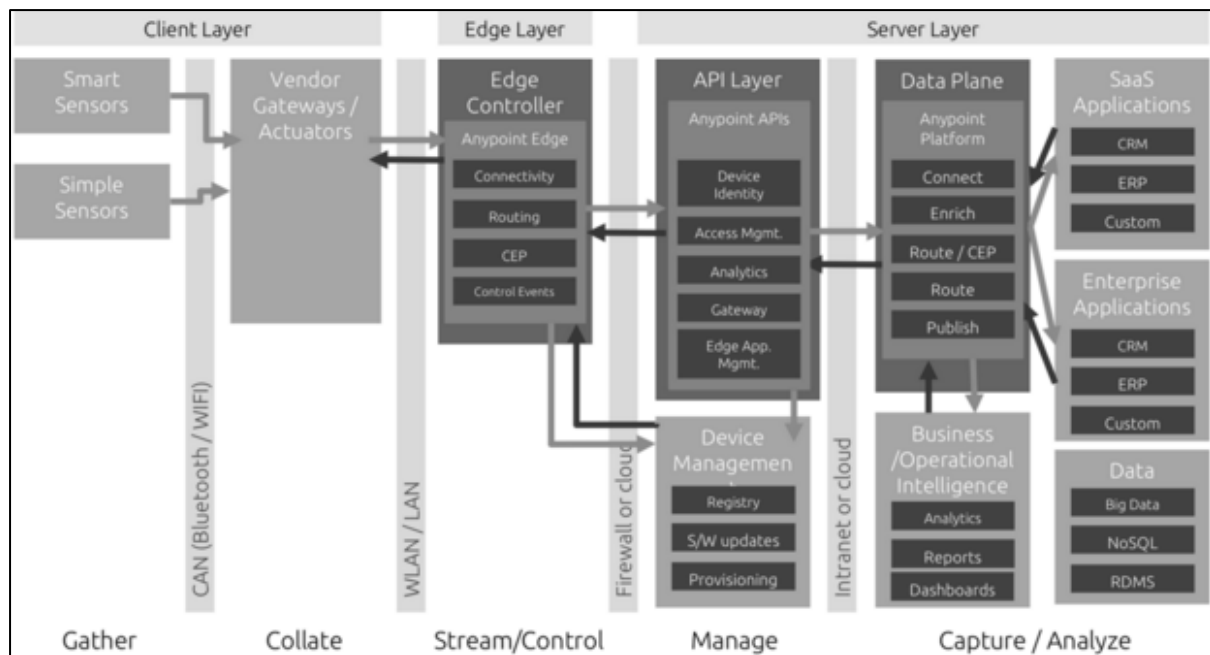 Client Layer
Edge Layer
Server Layer
Smart
Sensors
Simple
Sensors
CAN (Bluetooth / WIFI)
Vendor
Gateways /
Actuators
WLAN / LAN
Edge
Controller
Anypoint Edge
Connectivity
Routing
CEP
Control Events
Firewall or cloud
API Layer
Anypoint APIs
Device
Identity
Access Mgmt.
Analytics
Gateway
Edge App.
Mgmt.
Device
Managemen
Registry
S/W updates
Provisioning
Intranet or cloud
Data Plane
Anypoint
Platform
Connect
Enrich
Route / CEP
Route
Publish
Business
/Operational
Intelligence
Analytics
Reports
Dashboards
SaaS
Applications
CRM
ERP
Custom
Enterprise
Applications
CRM
ERP
Custom
Data
Big Data
NoSQL
RDMS
Gather
Collate
Stream/Control
Manage
Capture / Analyze